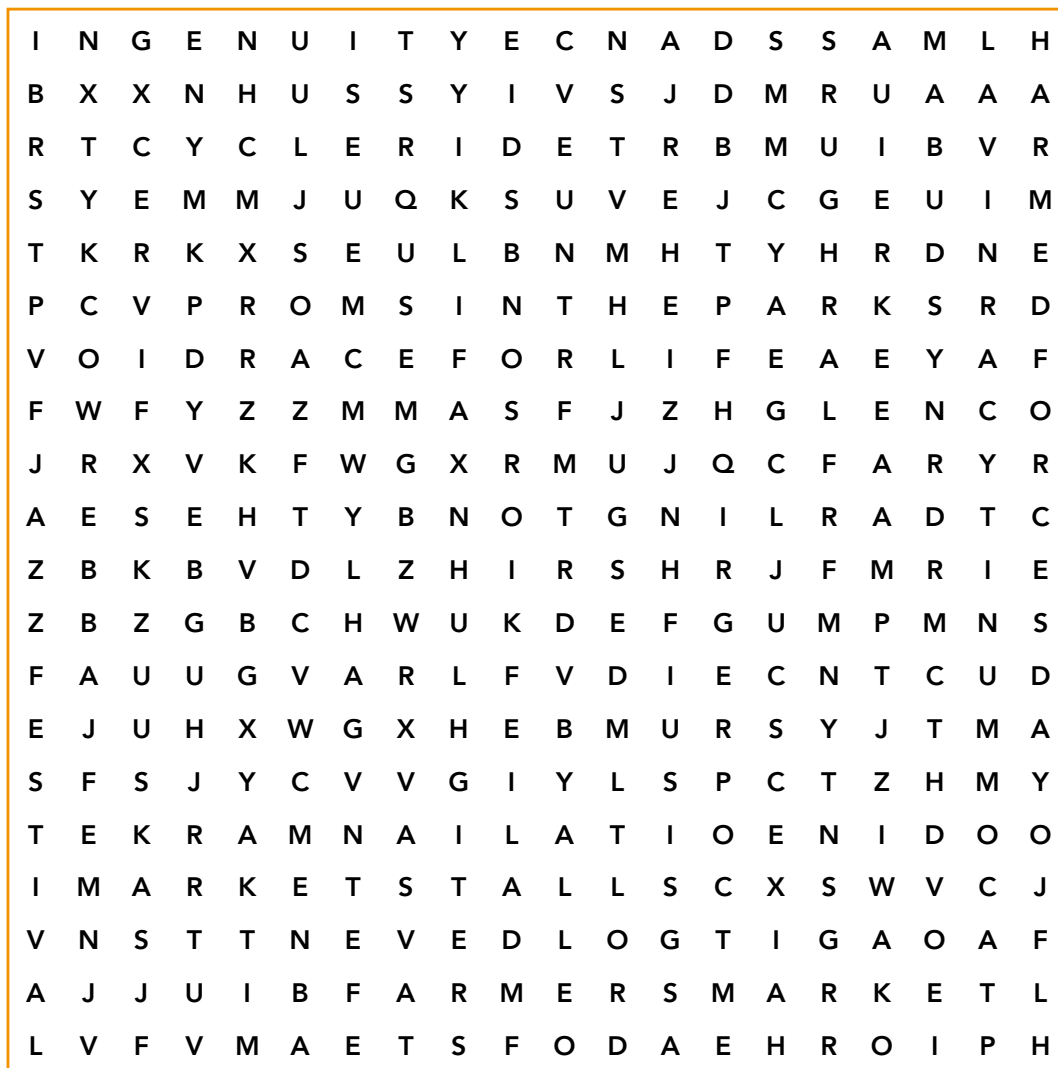 I N G E N U I T Y E C N A D S S A M L H
B X X N H U S S Y I V S J D M R U A A A
R T C Y C L E R I D E T R B M U I B V R
S Y E M M J U Q K S U V E J C G E U I M
T K R K X S E U L B N M H T Y H R D N E
P C V P R O M S I N T H E P A R K S R D
V O I D R A C E F O R L I F E A E Y A F
F W F Y Z Z M M A S F J Z H G L E N C O
J R X V K F W G X R M U J Q C F A R Y R
A E S E H T Y B N O T G N I L R A D T C
Z B K B V D L Z H I R S H R J F M R I E
Z B Z G B C H W U K D E F G U M P M N S
F A U U G V A R L F V D I E C N T C U D
E J U H X W G X H E B M U R S Y J T M A
S F S J Y C V V G I Y L S P C T Z H M Y
T E K R A M N A I L A T I O E N I D O O
I M A R K E T S T A L L S C X S W V C J
V N S T T N E V E D L O G T I G A O A F
A J J U I B F A R M E R S M A R K E T L
L V F V M A E T S F O D A E H R O I P H